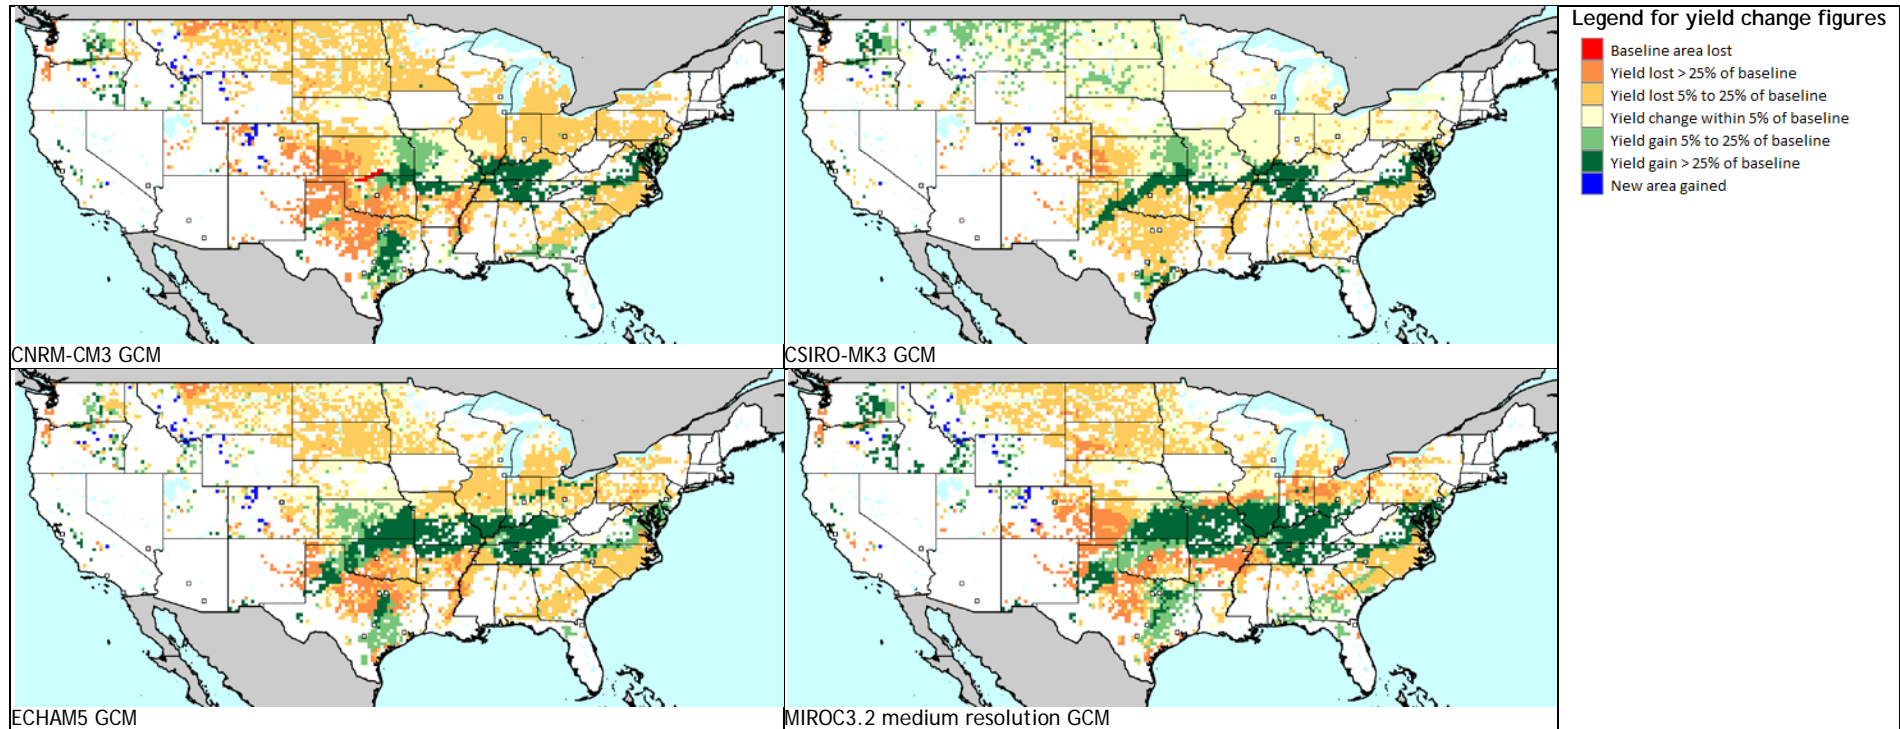 Legend for yield change figures
Baseline area lost
Yield lost > 25% of baseline
Yield lost 5% to 25% of baseline
Yield change within 5% of baseline
Yield gain 5% to 25% of baseline
Yield gain > 25% of baseline
New area gained
CNRM-CM3 GCM
CSIRO-MK3 GCM
ECHAM5 GCM
MIROC3.2 medium resolution GCM